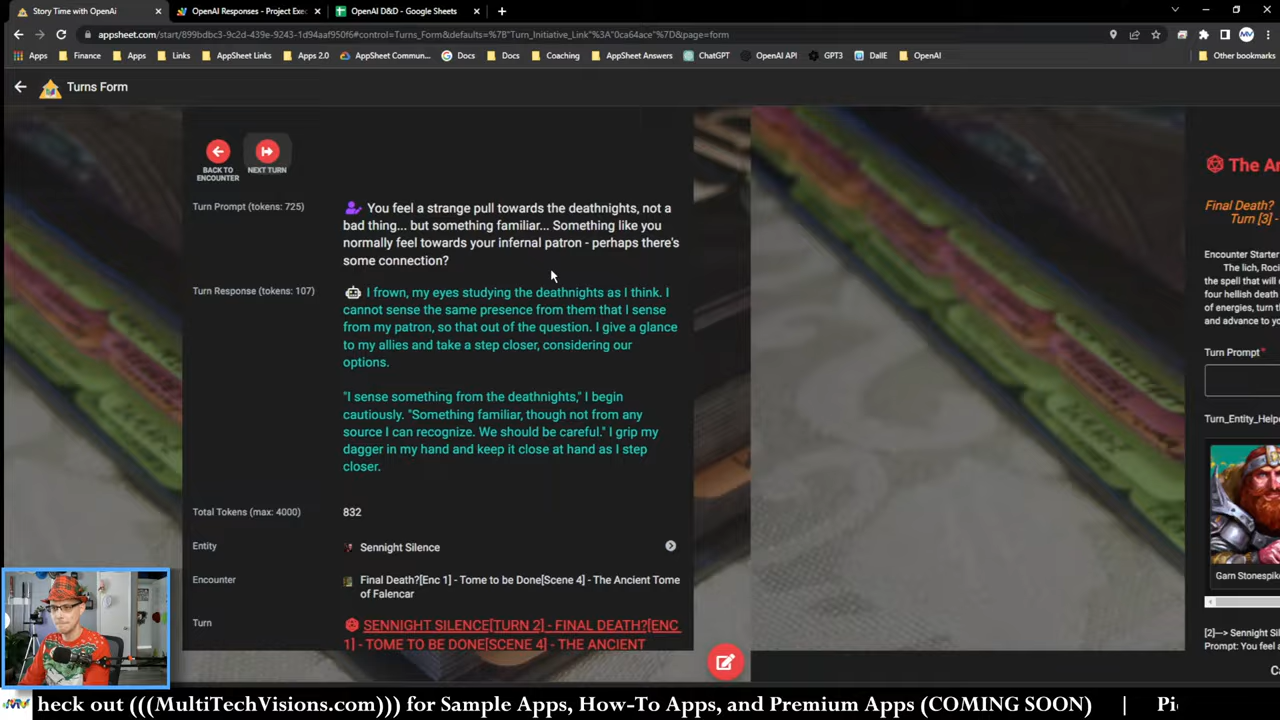 Story Time with OpenAi
OpenAI Responses - Project Exec
OpenAI D&D - Google Sheets
appsheet.com/start/899bdbc3-9c2d-439e-9243-1d94aaf950f6#control=Turns_Form&defaults=%7B"Turn_Initiative_Link"%3A"0ca64ace"%7D&page=form
Apps
Finance
Apps
Links
AppSheet Links
Apps 2.0
AppSheet Commun...
Docs
Docs
Coaching
AppSheet Answers
ChatGPT
OpenAI API
GPT3
DallE
OpenAI
Other bookmarks
Turns Form
BACK TO
ENCOUNTER
NEXT TURN
Turn Prompt (tokens: 725)
You feel a strange pull towards the deathnights, not a
bad thing... but something familiar... Something like you
normally feel towards your infernal patron - perhaps there's
some connection?
Turn Response (tokens: 107)
I frown, my eyes studying the deathnights as I think. I
cannot sense the same presence from them that I sense
from my patron, so that out of the question. I give a glance
to my allies and take a step closer, considering our
options.
"I sense something from the deathnights," I begin
cautiously. "Something familiar, though not from any
source I can recognize. We should be careful." I grip my
dagger in my hand and keep it close at hand as I step
closer.
Total Tokens (max: 4000)
832
Entity
Sennight Silence
Encounter
Final Death?[Enc 1] - Tome to be Done[Scene 4] - The Ancient Tome
of Falencar
Turn
SENNIGHT SILENCE[TURN 2] - FINAL DEATH?[ENC
1] - TOME TO BE DONE[SCENE 4] - THE ANCIENT
The An
Final Death?
Turn [3] -
Encounter Starter
The lich, Roci
the spell that will
four hellish death
of energies, turn th
and advance to yo
Turn Prompt*
Turn_Entity_Helpe
Garn Stonespike
[2]--> Sennight Sile
Prompt: You feel a
Ca
heck out (((MultiTechVisions.com))) for Sample Apps, How-To Apps, and Premium Apps (COMING SOON) | Pi